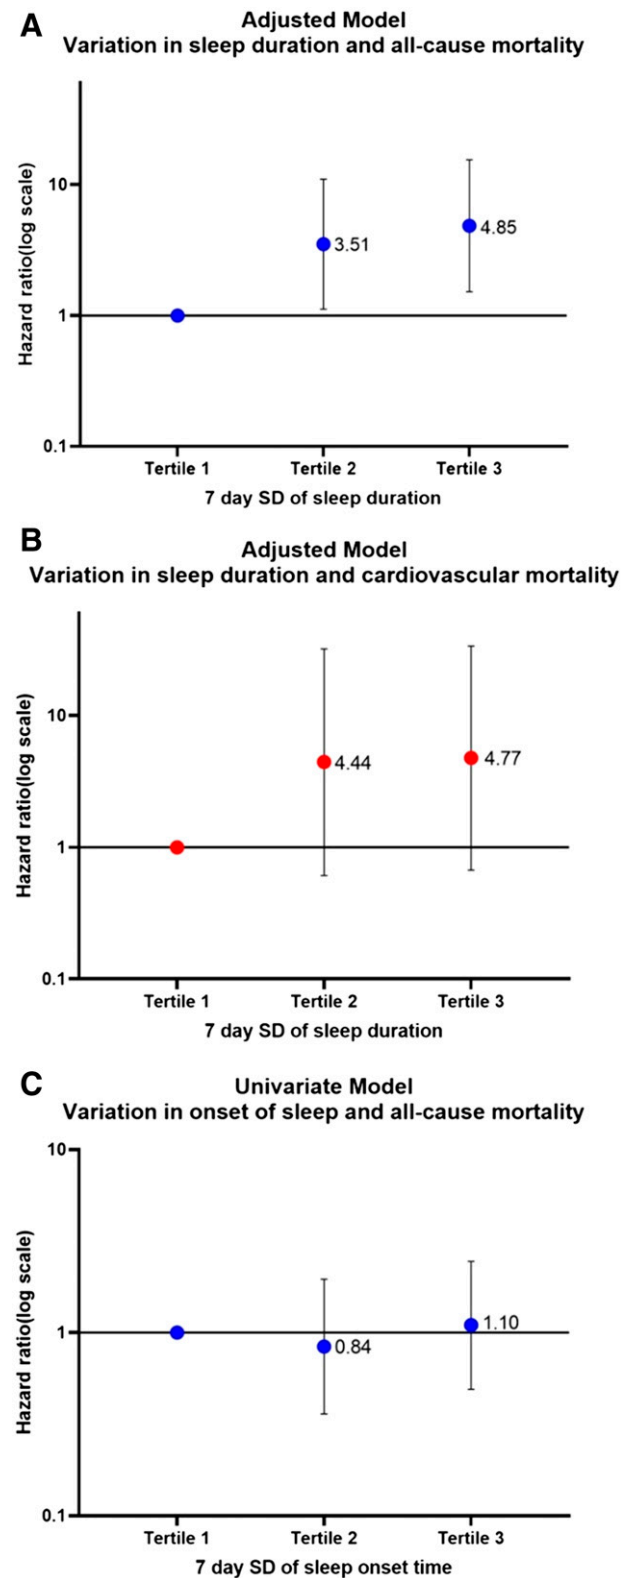 A
Adjusted Model
Variation in sleep duration and all-cause mortality
Hazard ratio(log scale)
10
1
0.1
3.51
4.85
Tertile 1
Tertile 2
Tertile 3
7 day SD of sleep duration
B
Adjusted Model
Variation in sleep duration and cardiovascular mortality
Hazard ratio(log scale)
10
1
0.1
4.44
4.77
Tertile 1
Tertile 2
Tertile 3
7 day SD of sleep duration
C
Univariate Model
Variation in onset of sleep and all-cause mortality
Hazard ratio(log scale)
10
1
0.1
0.84
1.10
Tertile 1
Tertile 2
Tertile 3
7 day SD of sleep onset time